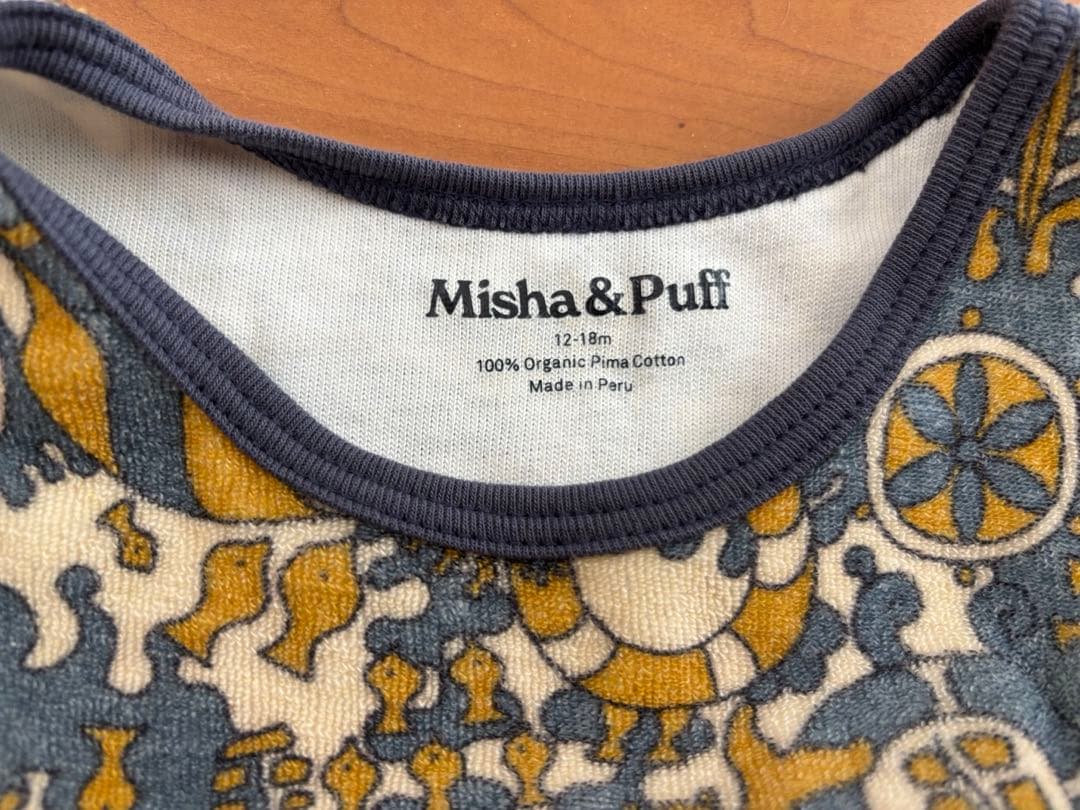 Misha&Puff
12-18m
100% Organic Pima Cotton
Made in Peru